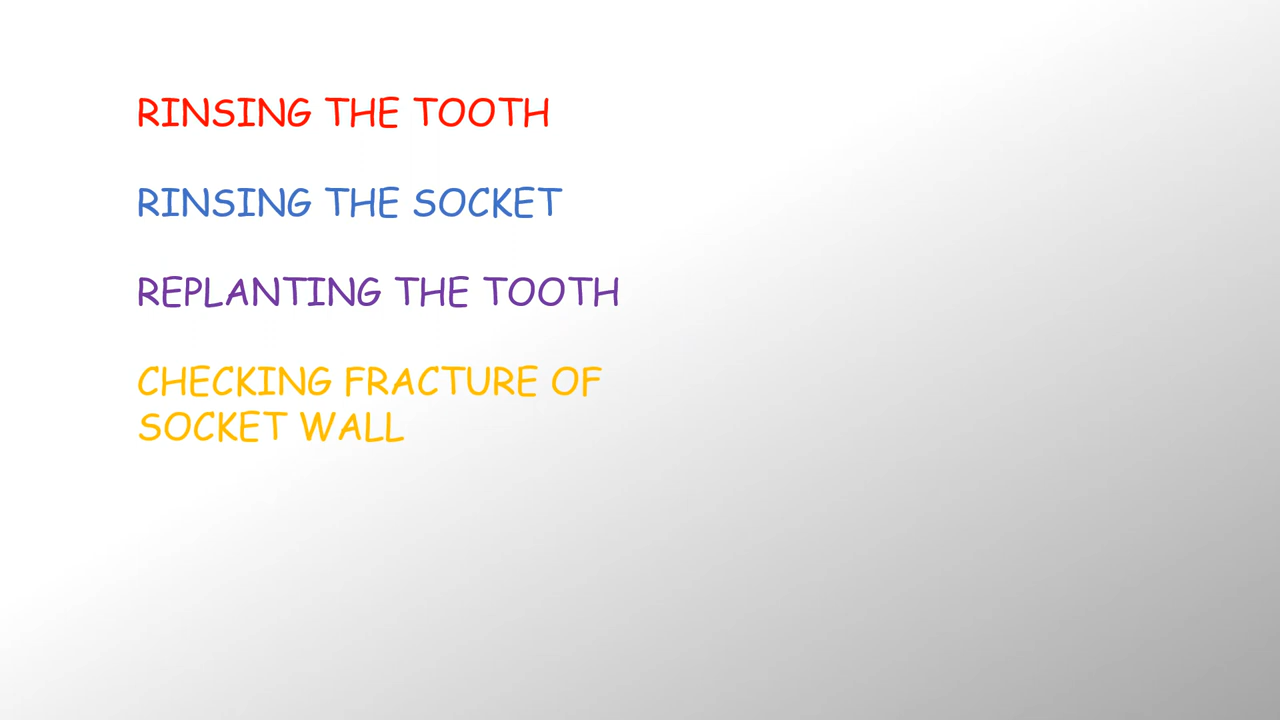 RINSING THE TOOTH
RINSING THE SOCKET
REPLANTING THE TOOTH
CHECKING FRACTURE OF
SOCKET WALL